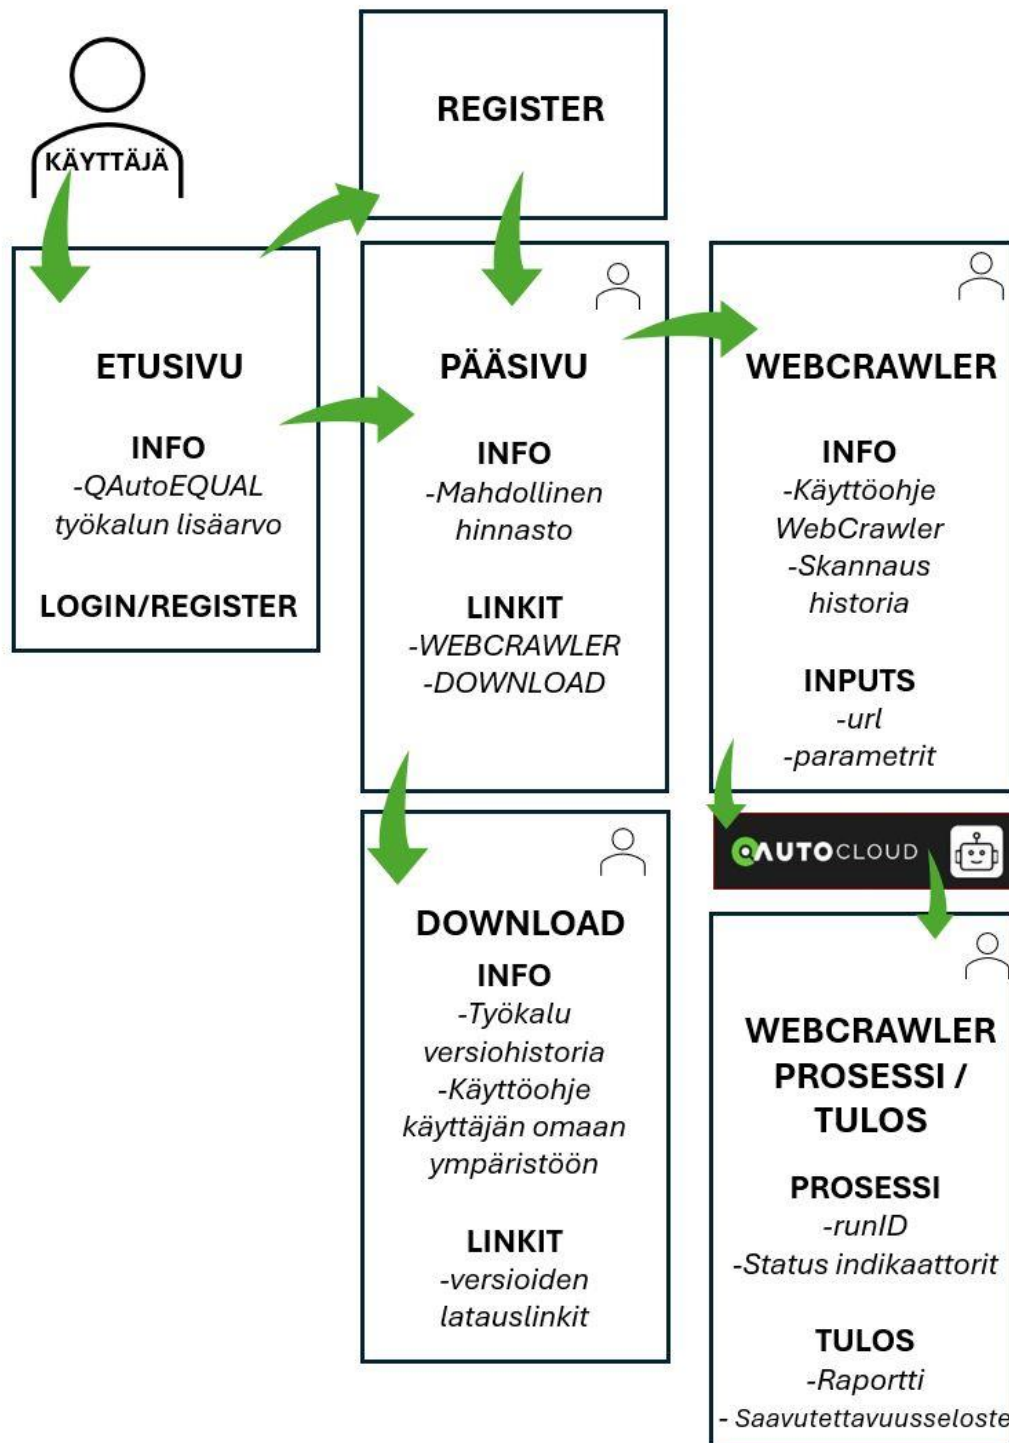 KÄYTTÄJÄ
REGISTER
ETUSIVU
INFO
-QAutoEQUAL
työkalun lisäarvo
LOGIN/REGISTER
PÄÄSIVU
INFO
-Mahdollinen
hinnasto
LINKIT
-WEBCRAWLER
-DOWNLOAD
WEBCRAWLER
INFO
-Käyttöohje
WebCrawler
-Skannaus
historia
INPUTS
-url
-parametrit
QAUTOCLOUD
DOWNLOAD
INFO
-Työkalu
versiohistoria
-Käyttöohje
käyttäjän omaan
ympäristöön
LINKIT
-versioiden
latauslinkit
WEBCRAWLER
PROSESSI /
TULOS
PROSESSI
-runID
-Status indikaattorit
TULOS
-Raportti
- Saavutettavuusseloste